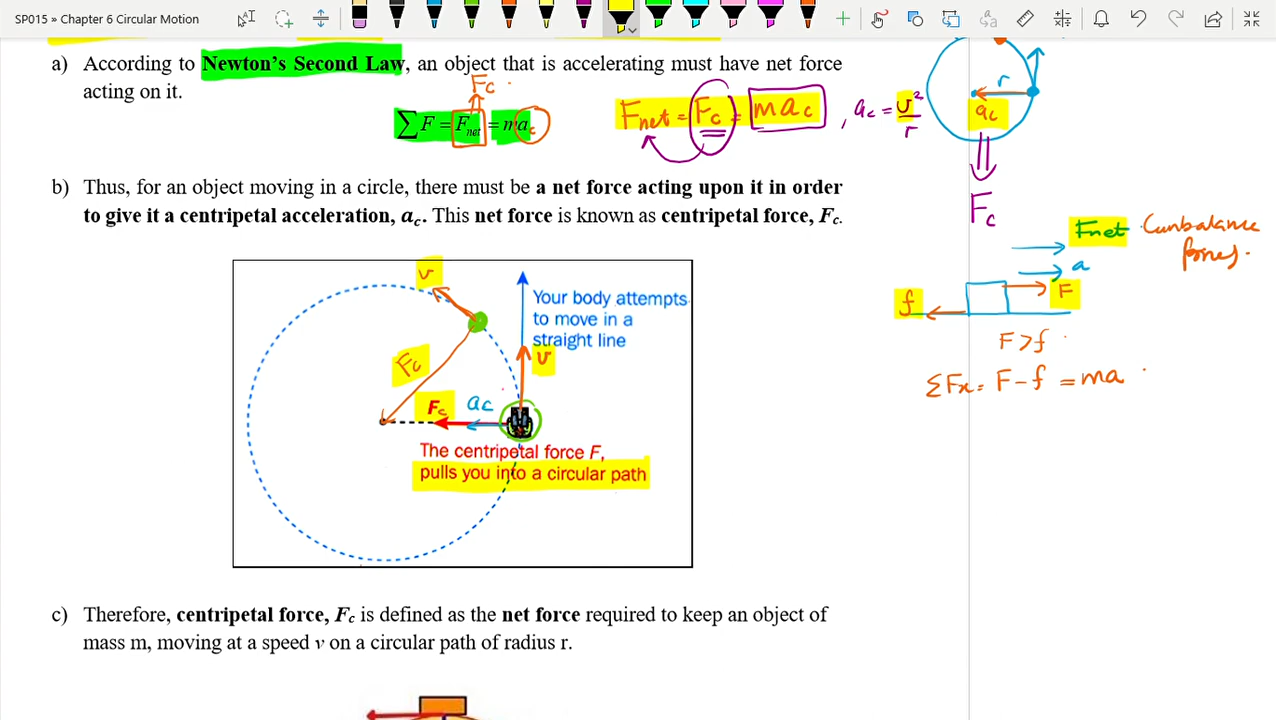 SP015 » Chapter 6 Circular Motion
a) According to Newton's Second Law, an object that is accelerating must have net force
acting on it.
Fc
∑F = Fnet = mac
Fnet = Fc = mac , ac = v²/r
r
ac
Fc
b) Thus, for an object moving in a circle, there must be a net force acting upon it in order
to give it a centripetal acceleration, ac. This net force is known as centripetal force, Fc.
Fnet (unbalance
forces.
a
f
F
F>f
ΣFx = F - f = ma
v
Your body attempts
to move in a
straight line
v
Fc
Fc
ac
The centripetal force F,
pulls you into a circular path
c) Therefore, centripetal force, Fc is defined as the net force required to keep an object of
mass m, moving at a speed v on a circular path of radius r.